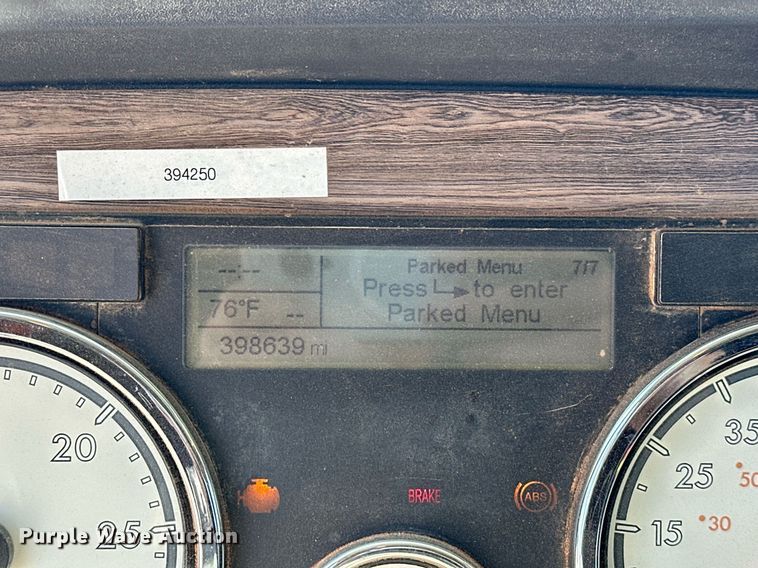 394250
--:--
Parked Menu 7/7
Press to enter
76°F --
Parked Menu
398639 mi
20
25
35
25
50
15
30
BRAKE
ABS
Purple Wave Auction